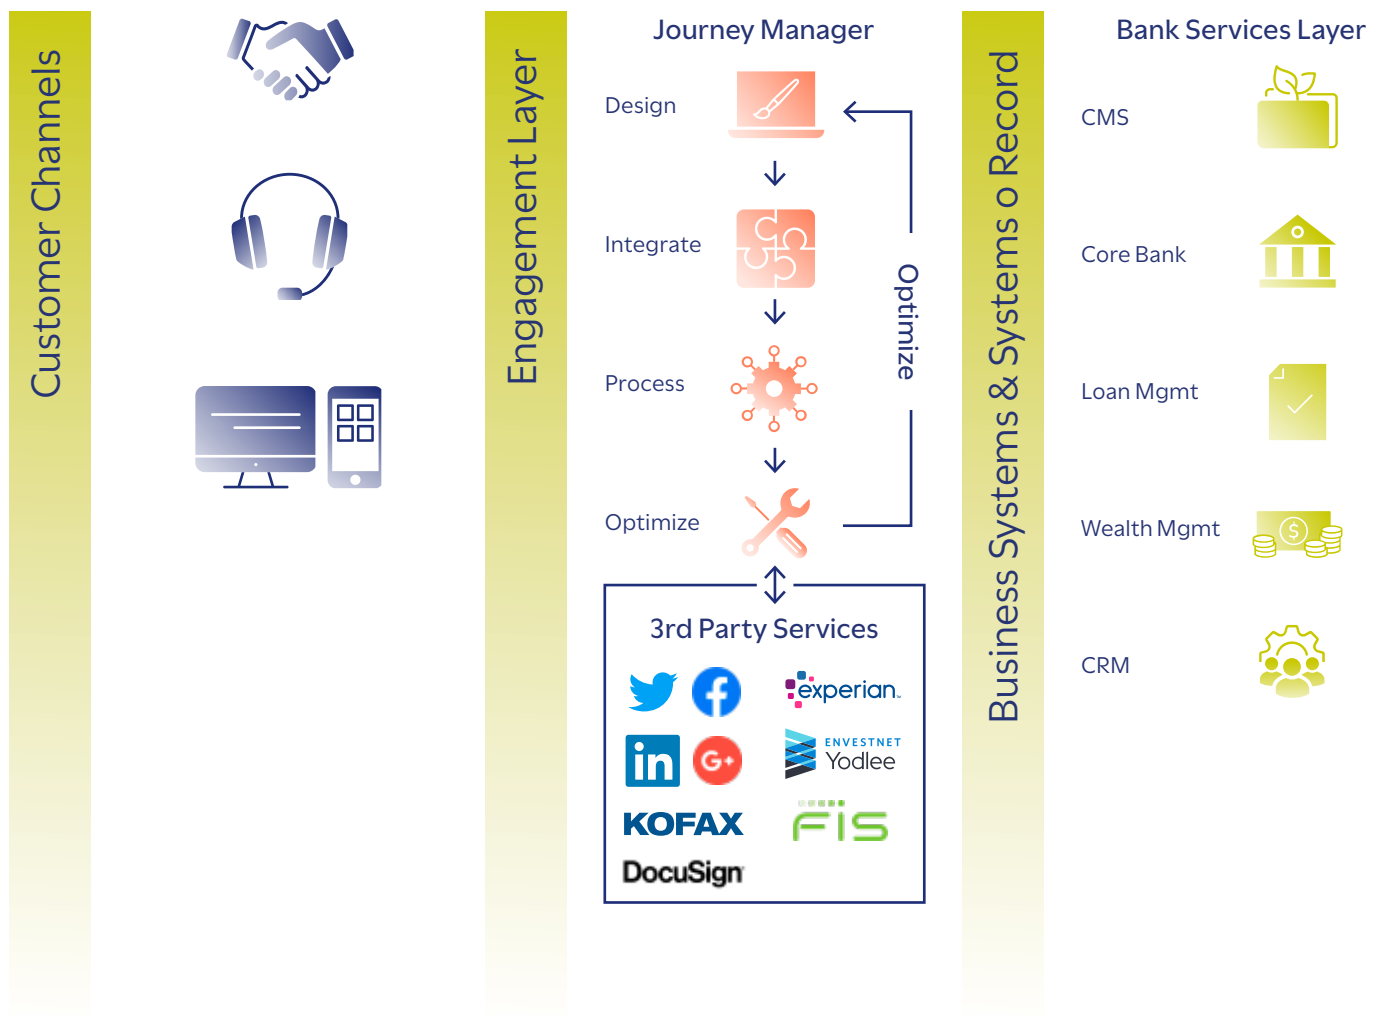 Customer Channels
Engagement Layer
Journey Manager
Design
Integrate
Process
Optimize
Optimize
3rd Party Services
experian™
in
G+
ENVESTNET
Yodlee
KOFAX
FIS
DocuSign
Business Systems & Systems o Record
Bank Services Layer
CMS
Core Bank
Loan Mgmt
Wealth Mgmt
CRM